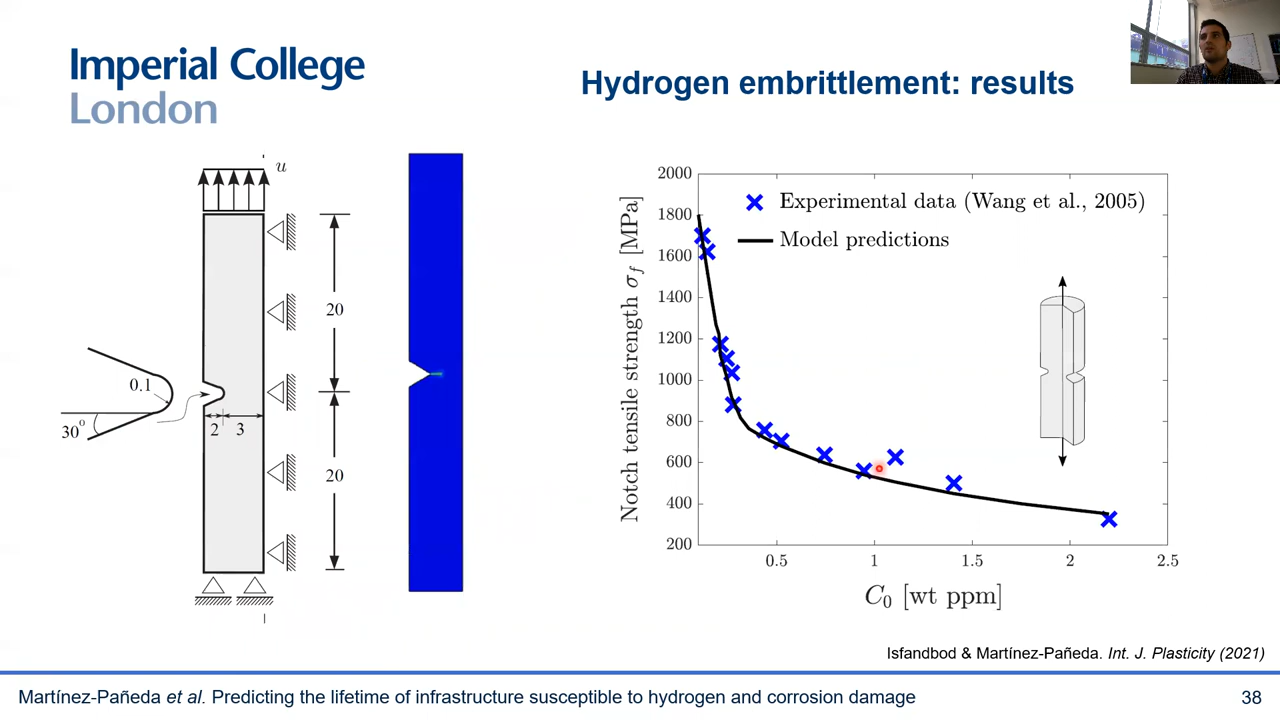 Imperial College
London
Hydrogen embrittlement: results
u
20
0.1
30°
2
3
20
2000
1800
1600
1400
1200
1000
800
600
400
200
Notch tensile strength σf [MPa]
Experimental data (Wang et al., 2005)
Model predictions
0.5
1
1.5
2
2.5
C0 [wt ppm]
Isfandbod & Martínez-Pañeda. Int. J. Plasticity (2021)
Martínez-Pañeda et al. Predicting the lifetime of infrastructure susceptible to hydrogen and corrosion damage
38